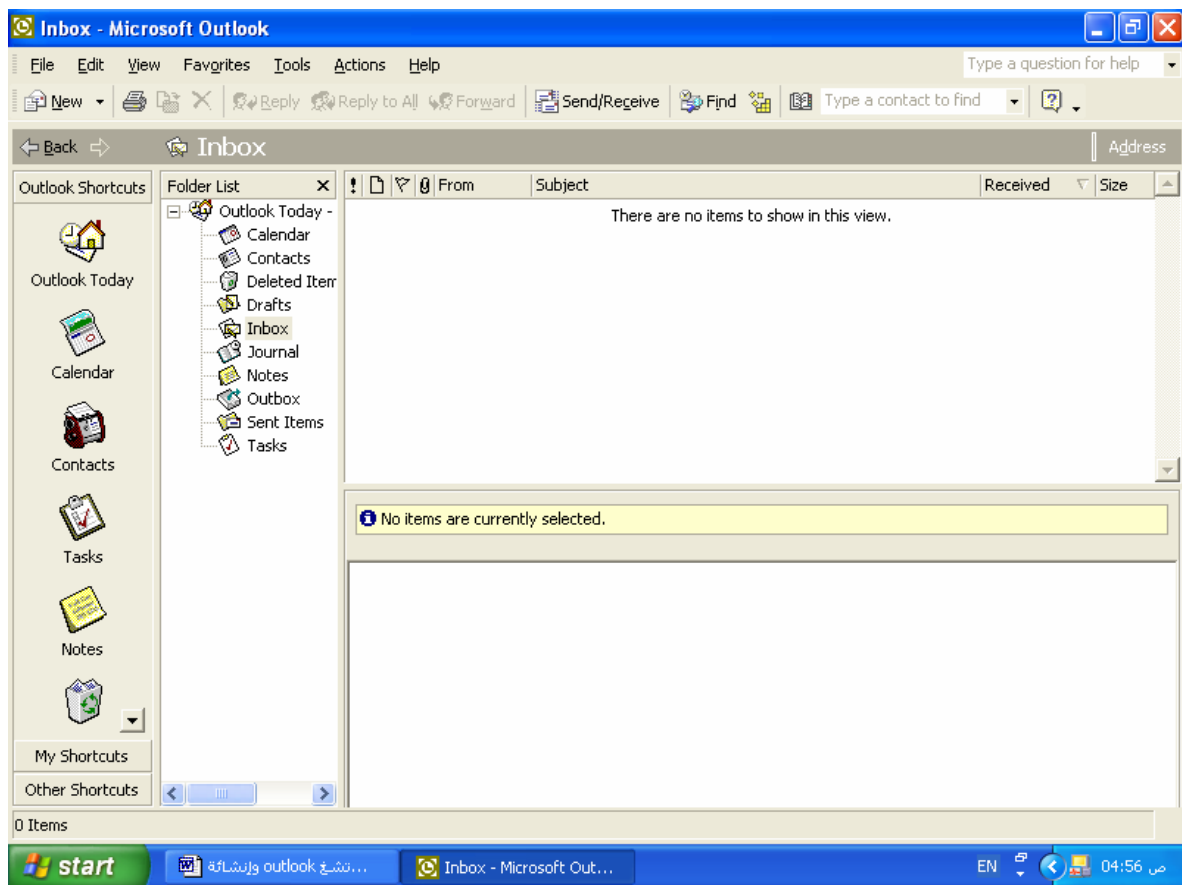 Inbox - Microsoft Outlook
File Edit View Favorites Tools Actions Help Type a question for help
New Reply Reply to All Forward Send/Receive Find Type a contact to find
Back Inbox Address
Outlook Shortcuts
Outlook Today
Calendar
Contacts
Tasks
Notes
My Shortcuts
Other Shortcuts
Folder List
Outlook Today -
Calendar
Contacts
Deleted Item
Drafts
Inbox
Journal
Notes
Outbox
Sent Items
Tasks
! From Subject Received Size
There are no items to show in this view.
No items are currently selected.
0 Items
start تشغ outlook وإنشائة... Inbox - Microsoft Out... EN 04:56 ص